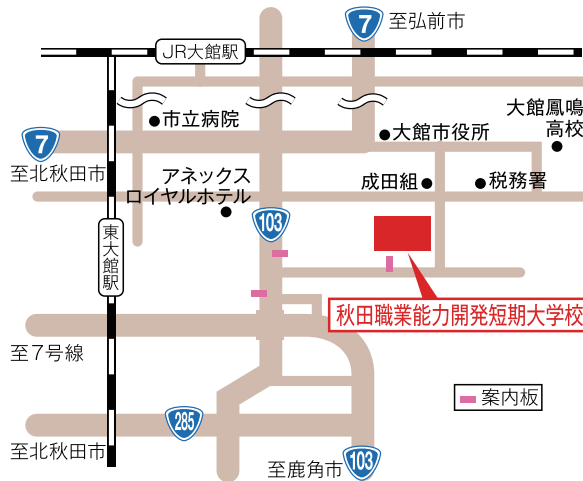 7
至弘前市
JR大館駅
市立病院
大館市役所
大館鳳鳴
高校
7
至北秋田市
アネックス
ロイヤルホテル
成田組
税務署
103
東大館駅
秋田職業能力開発短期大学校
至7号線
案内板
285
至北秋田市
至鹿角市
103